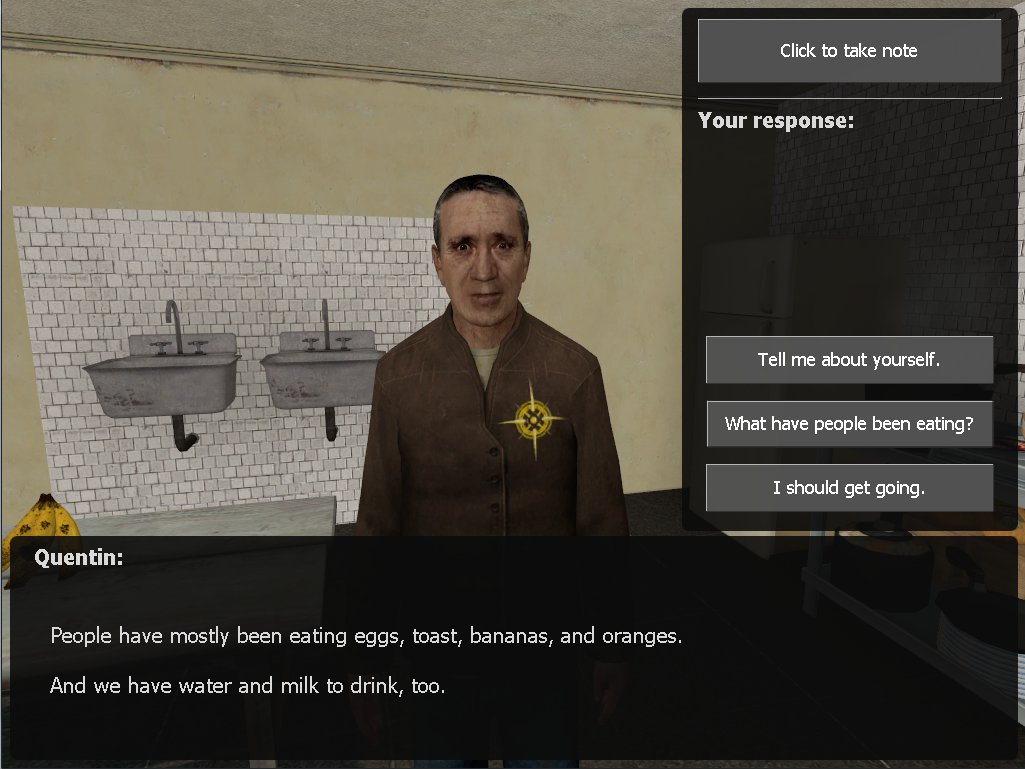 Click to take note
Your response:
Tell me about yourself.
What have people been eating?
I should get going.
Quentin:
People have mostly been eating eggs, toast, bananas, and oranges.
And we have water and milk to drink, too.